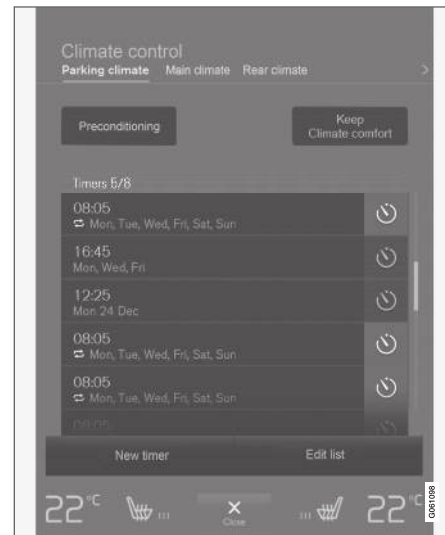 Climate control
Parking climate Main climate Rear climate
Preconditioning
Keep
Climate comfort
Timers 5/8
08:05
Mon, Tue, Wed, Fri, Sat, Sun
16:45
Mon, Wed, Fri
12:25
Mon 24 Dec
08:05
Mon, Tue, Wed, Fri, Sat, Sun
08:05
Mon, Tue, Wed, Fri, Sat, Sun
08:05
New timer Edit list
22°C 22°C
Close
G061098